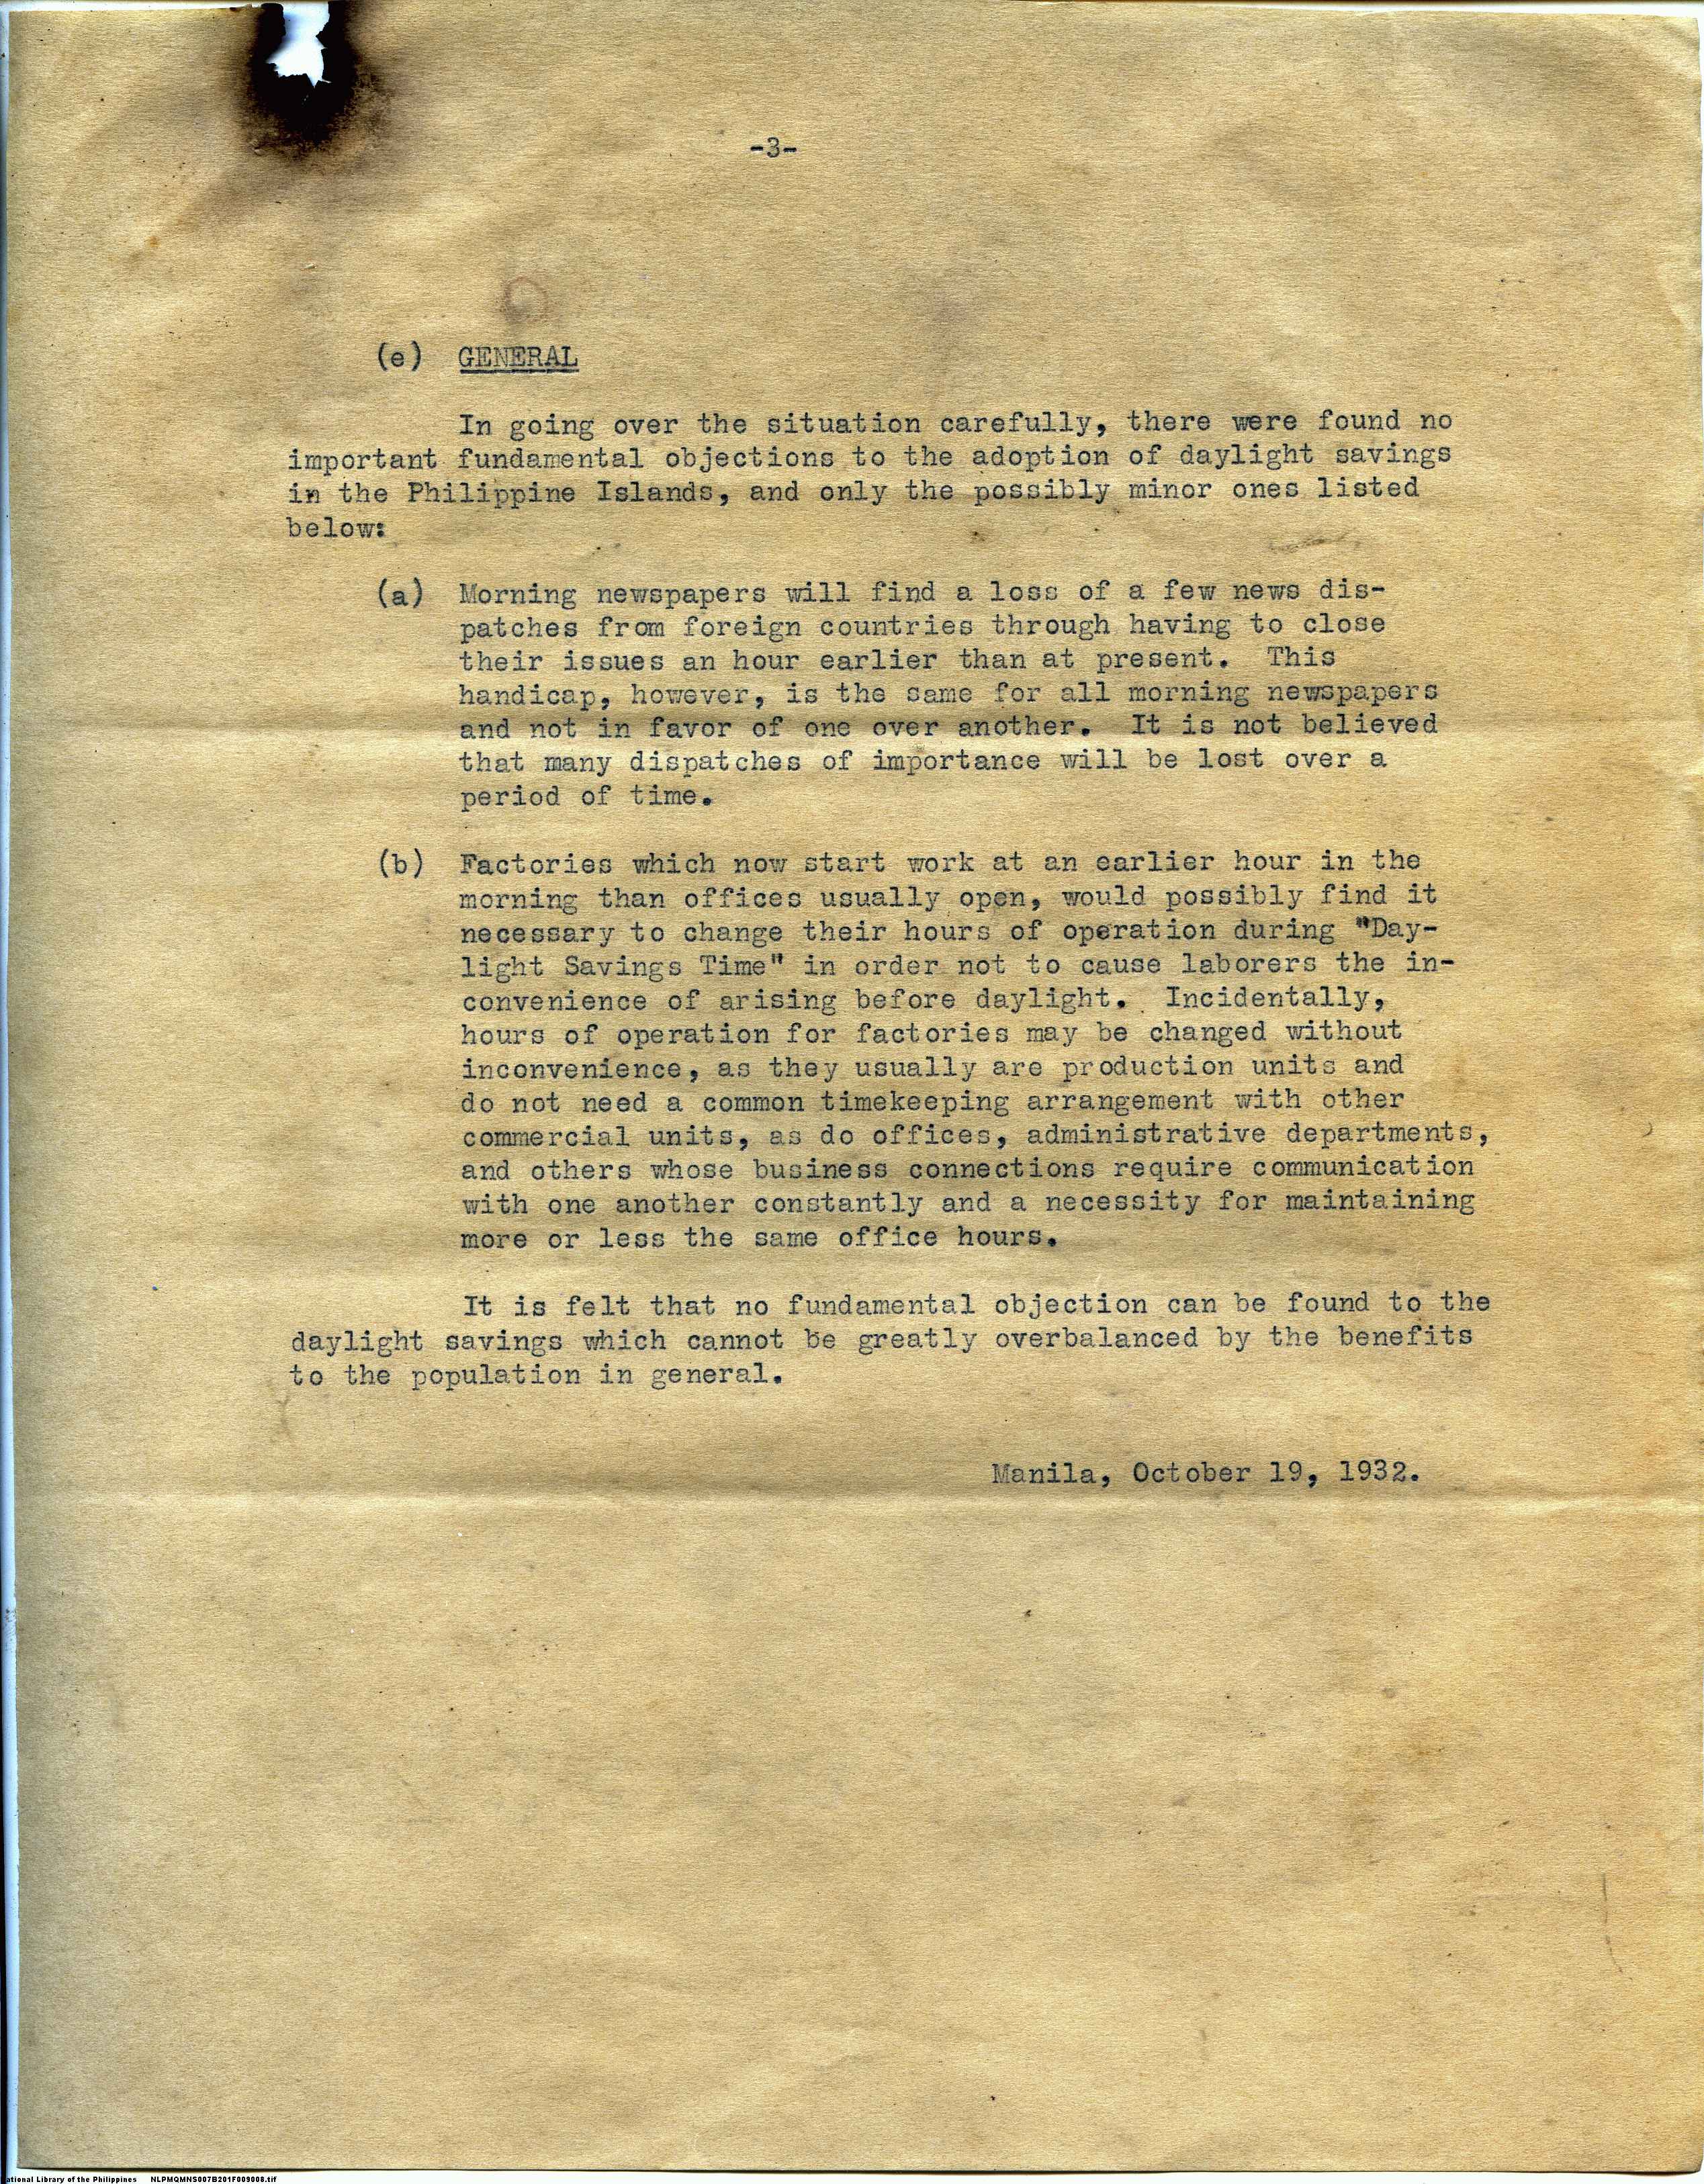 -3-
(e) GENERAL
In going over the situation carefully, there were found no
important fundamental objections to the adoption of daylight savings
in the Philippine Islands, and only the possibly minor ones listed
below:
(a) Morning newspapers will find a loss of a few news dis-
patches from foreign countries through having to close
their issues an hour earlier than at present. This
handicap, however, is the same for all morning newspapers
and not in favor of one over another. It is not believed
that many dispatches of importance will be lost over a
period of time.
(b) Factories which now start work at an earlier hour in the
morning than offices usually open, would possibly find it
necessary to change their hours of operation during "Day-
light Savings Time" in order not to cause laborers the in-
convenience of arising before daylight. Incidentally,
hours of operation for factories may be changed without
inconvenience, as they usually are production units and
do not need a common timekeeping arrangement with other
commercial units, as do offices, administrative departments,
and others whose business connections require communication
with one another constantly and a necessity for maintaining
more or less the same office hours.
It is felt that no fundamental objection can be found to the
daylight savings which cannot be greatly overbalanced by the benefits
to the population in general.
Manila, October 19, 1932.
ational Library of the Philippines NLPMQMNS007B201F009008.tif